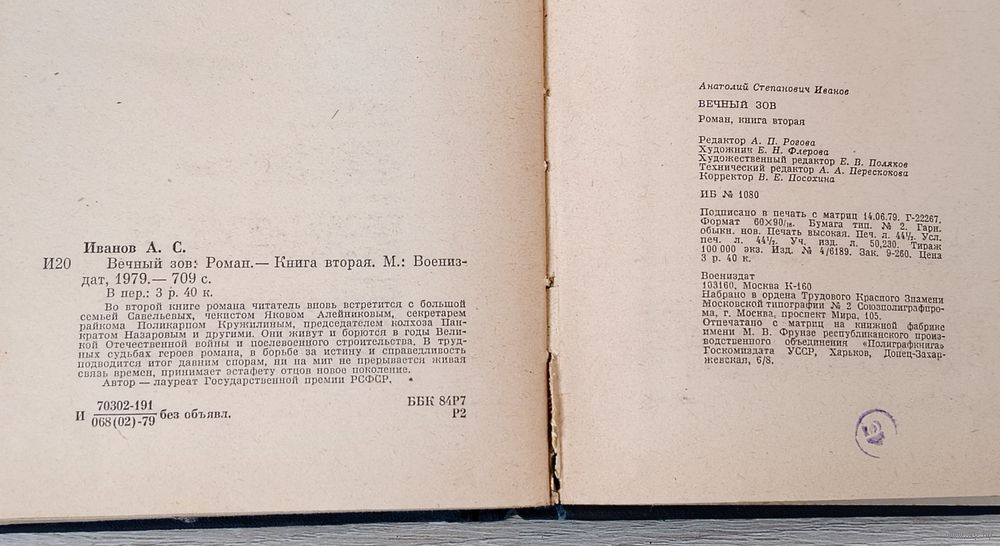 Иванов А. С.
И20 Вечный зов: Роман.— Книга вторая. М.: Воениз-
дат, 1979.— 709 с.
В пер.: 3 р. 40 к.
Во второй книге романа читатель вновь встретится с большой
семьей Савельевых, чекистом Яковом Алейниковым, секретарем
райкома Поликарпом Кружилиным, председателем колхоза Пан-
кратом Назаровым и другими. Они живут и борются в годы Вели-
кой Отечественной войны и послевоенного строительства. В труд-
ных судьбах героев романа, в борьбе за истину и справедливость
подводится итог давним спорам, ни на миг не прерывается живая
связь времен, принимает эстафету отцов новое поколение.
Автор — лауреат Государственной премии РСФСР.
И 70302-191 без объявл.
068(02)-79
ББК 84Р7
Р2
Анатолий Степанович Иванов
ВЕЧНЫЙ ЗОВ
Роман, книга вторая
Редактор А. П. Рогова
Художник Е. Н. Флерова
Художественный редактор Е. В. Поляков
Технический редактор А. А. Перескокова
Корректор В. Е. Посохина
ИБ № 1080
Подписано в печать с матриц 14.06.79. Г-22267.
Формат 60×90/16. Бумага тип. № 2. Гарн.
обыкн. нов. Печать высокая. Печ. л. 44½. Усл.
печ. л. 44½. Уч. изд. л. 50,230. Тираж
100 000 экз. Изд. № 4/6189. Зак. 9-260. Цена
3 р. 40 к.
Воениздат
103160, Москва К-160
Набрано в ордена Трудового Красного Знамени
Московской типографии № 2 Союзполиграфпро-
ма, г. Москва, проспект Мира, 105.
Отпечатано с матриц на книжной фабрике
имени М. В. Фрунзе республиканского произ-
водственного объединения «Полиграфкнига»
Госкомиздата УССР, Харьков, Донец-Захар-
жевская, 6/8.